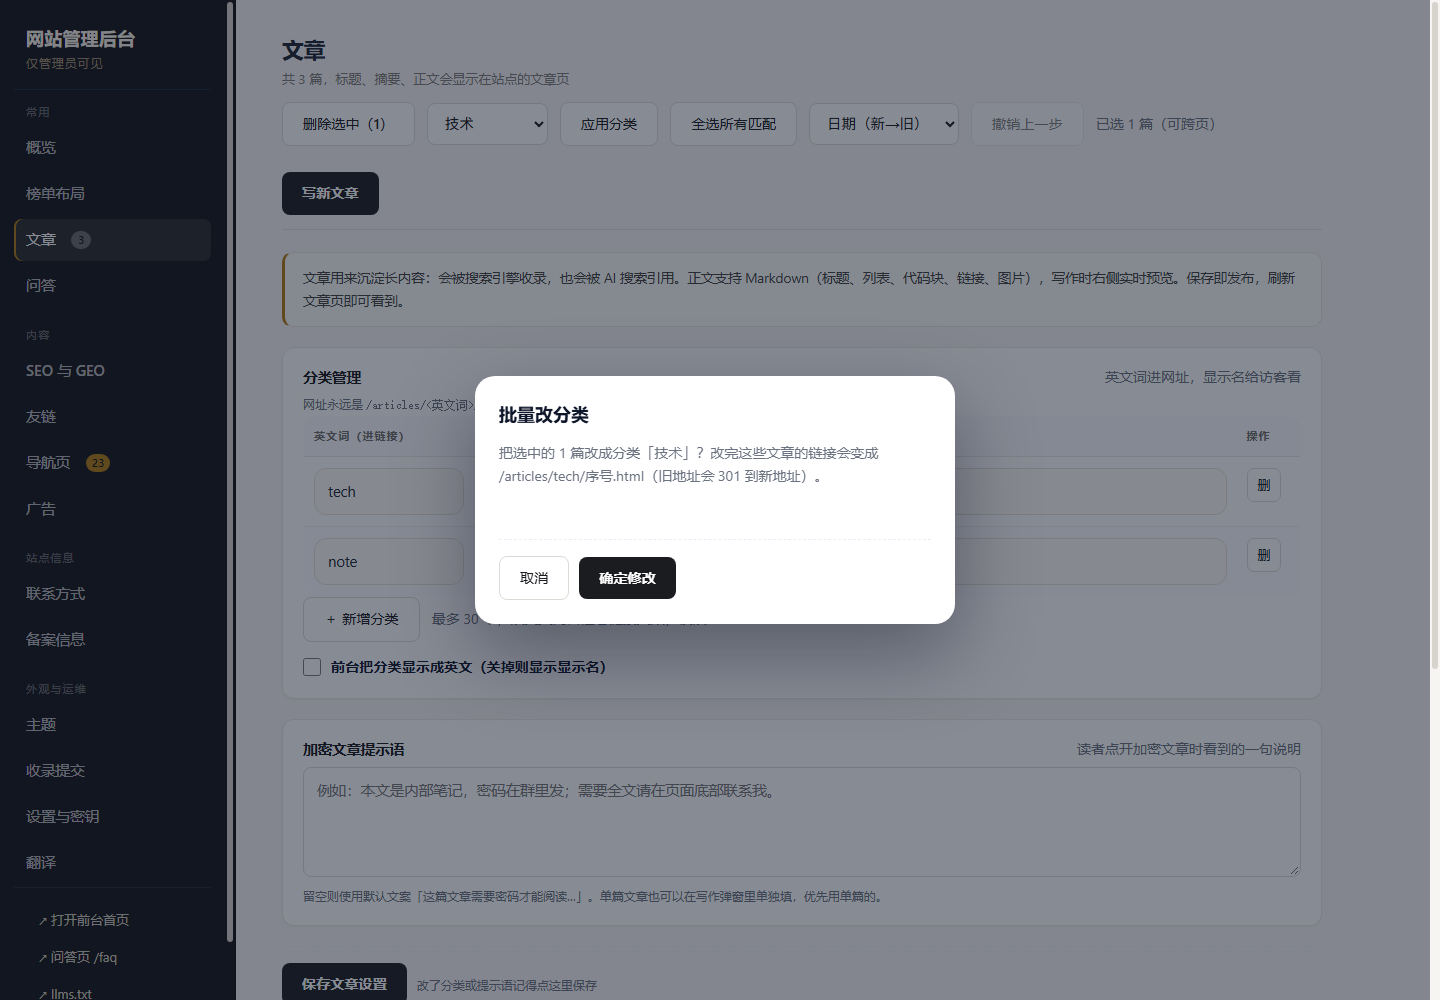 网站管理后台
仅管理员可见
常用
概览
榜单布局
文章 3
问答
内容
SEO 与 GEO
友链
导航页 23
广告
站点信息
联系方式
备案信息
外观与运维
主题
收录提交
设置与密钥
翻译
↗ 打开前台首页
↗ 问答页 /faq
↗ llms.txt
文章
共 3 篇，标题、摘要、正文会显示在站点的文章页
删除选中（1） 技术 应用分类 全选所有匹配 日期（新→旧） 撤销上一步 已选 1 篇（可跨页）
写新文章
文章用来沉淀长内容：会被搜索引擎收录，也会被 AI 搜索引用。正文支持 Markdown（标题、列表、代码块、链接、图片），写作时右侧实时预览。保存即发布，刷新
文章页即可看到。
分类管理 英文词进网址，显示名给访客看
网址永远是 /articles/<英文词>
英文词（进链接） 操作
tech 删
note 删
+ 新增分类 最多 30
前台把分类显示成英文（关掉则显示显示名）
批量改分类
把选中的 1 篇改成分类「技术」？改完这些文章的链接会变成
/articles/tech/序号.html（旧地址会 301 到新地址）。
取消 确定修改
加密文章提示语 读者点开加密文章时看到的一句说明
例如：本文是内部笔记，密码在群里发；需要全文请在页面底部联系我。
留空则使用默认文案「这篇文章需要密码才能阅读…」。单篇文章也可以在写作弹窗里单独填，优先用单篇的。
保存文章设置 改了分类或提示语记得点这里保存